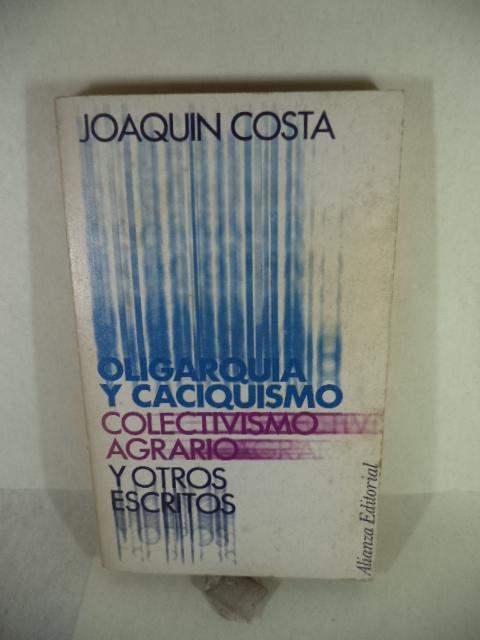 JOAQUIN COSTA
OLIGARQUIA
Y CACIQUISMO
COLECTIVISMO
AGRARIO
Y OTROS
ESCRITOS
Alianza Editorial